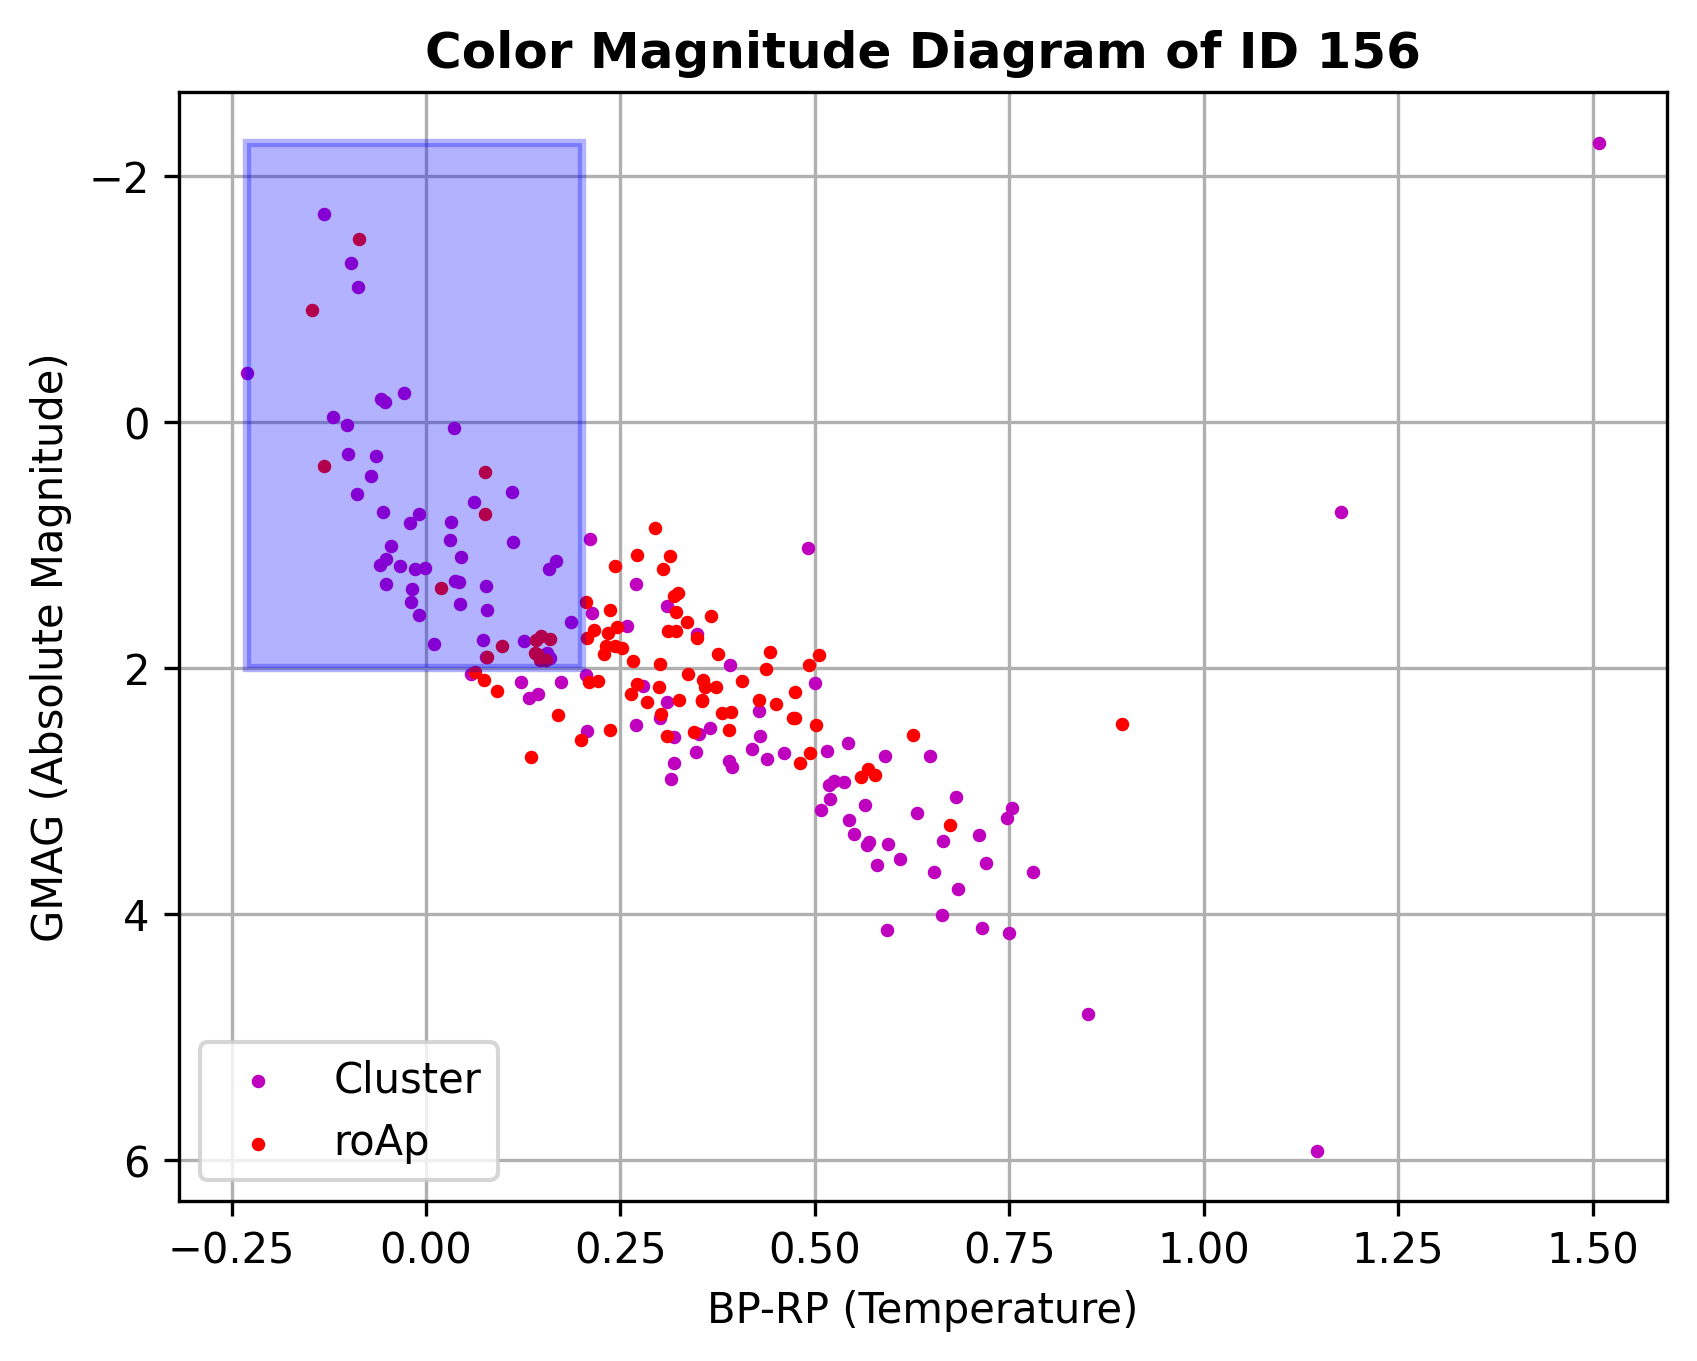 Color Magnitude Diagram of ID 156
GMAG (Absolute Magnitude)
−2
0
2
4
6
Cluster
roAp
−0.25 0.00 0.25 0.50 0.75 1.00 1.25 1.50
BP-RP (Temperature)